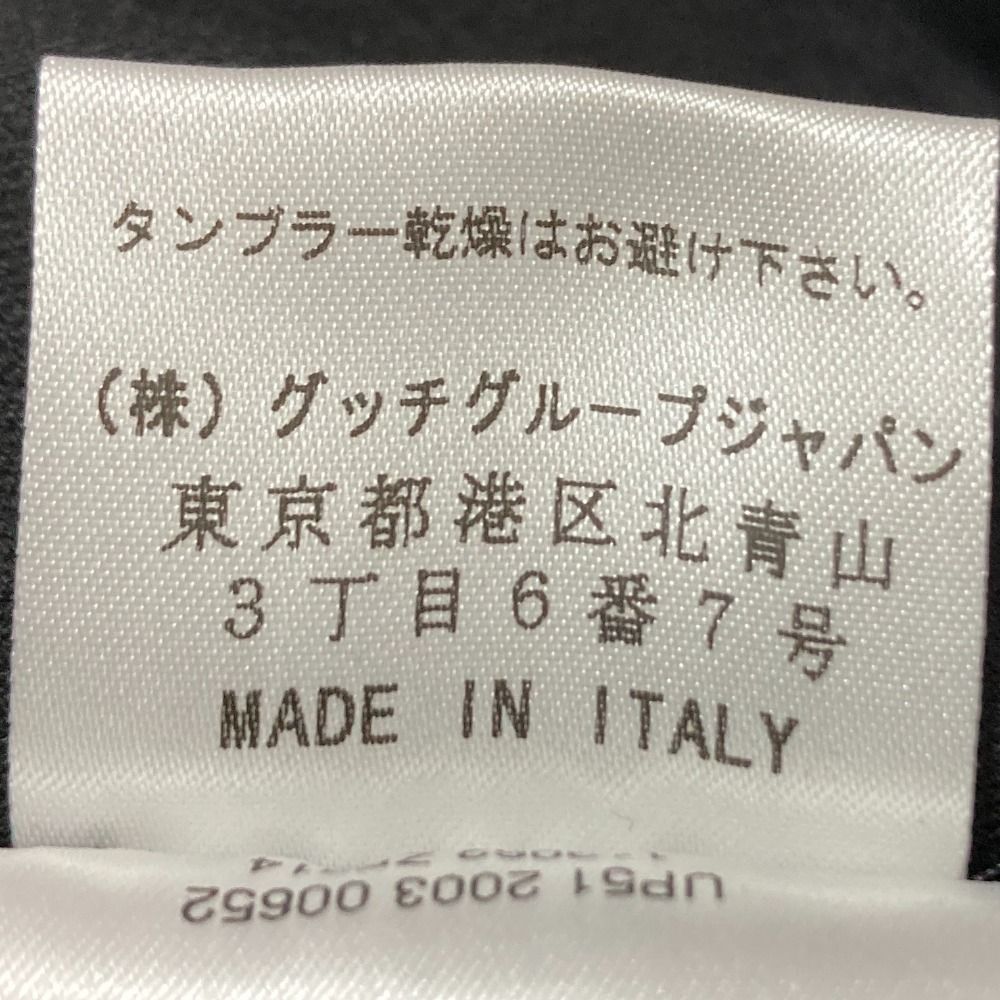 タンブラー乾燥はお避け下さい。
(株) グッチグループジャパン
東京都港区北青山
3丁目6番7号
MADE IN ITALY
UP51 2003 00652